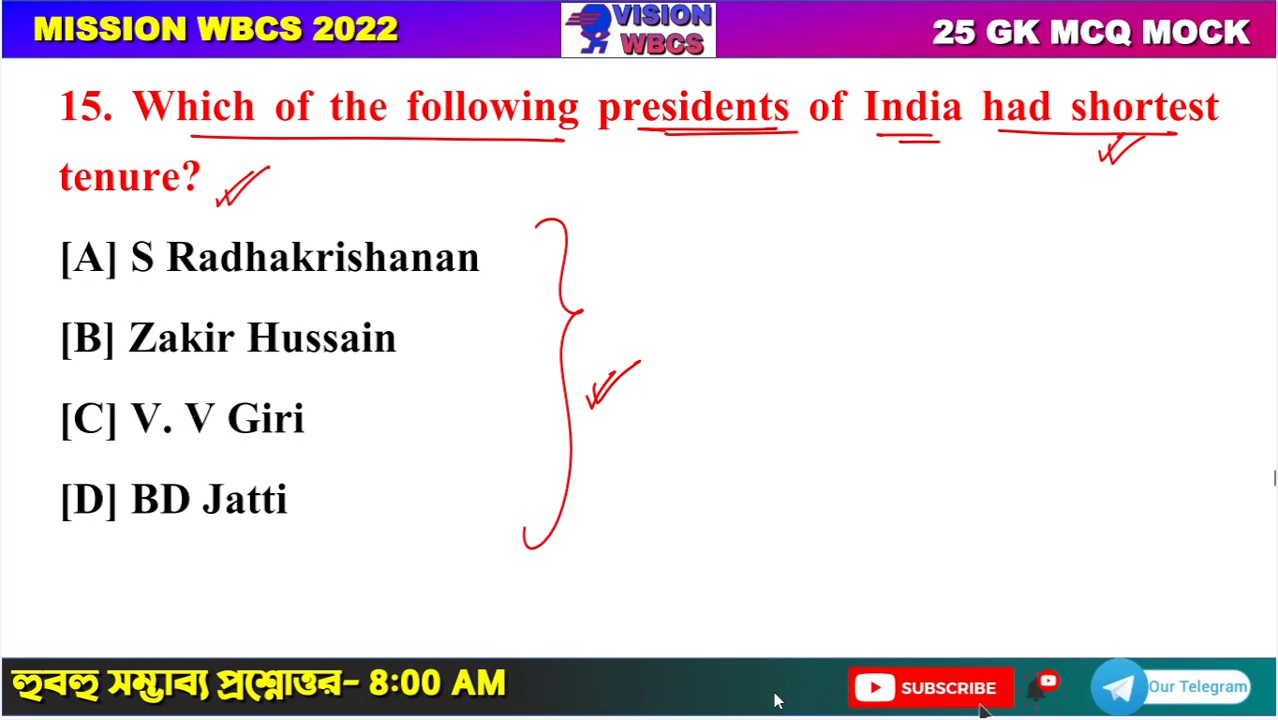 MISSION WBCS 2022
VISION
WBCS
25 GK MCQ MOCK
15. Which of the following presidents of India had shortest
tenure?
[A] S Radhakrishanan
[B] Zakir Hussain
[C] V. V Giri
[D] BD Jatti
হুবহু সম্ভাব্য প্রশ্নোত্তর- 8:00 AM
SUBSCRIBE
Our Telegram